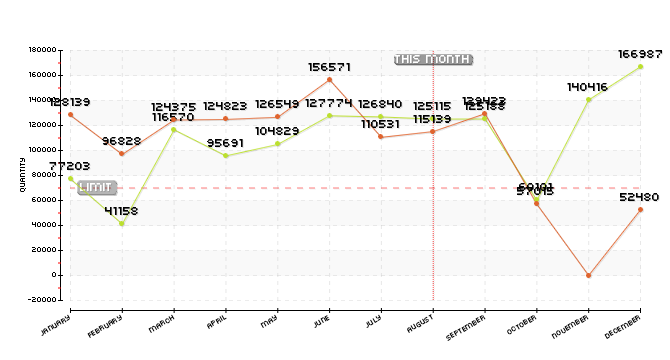 THIS MONTH
180000
160000
140000
120000
100000
80000
60000
40000
20000
0
-20000
QUANTITY
LIMIT
128139
96828
124375
124823
126549
156571
110531
115139
57015
52480
77203
41158
116570
95691
104829
127774
126840
125115
125188
60101
140416
166987
JANUARY
FEBRUARY
MARCH
APRIL
MAY
JUNE
JULY
AUGUST
SEPTEMBER
OCTOBER
NOVEMBER
DECEMBER